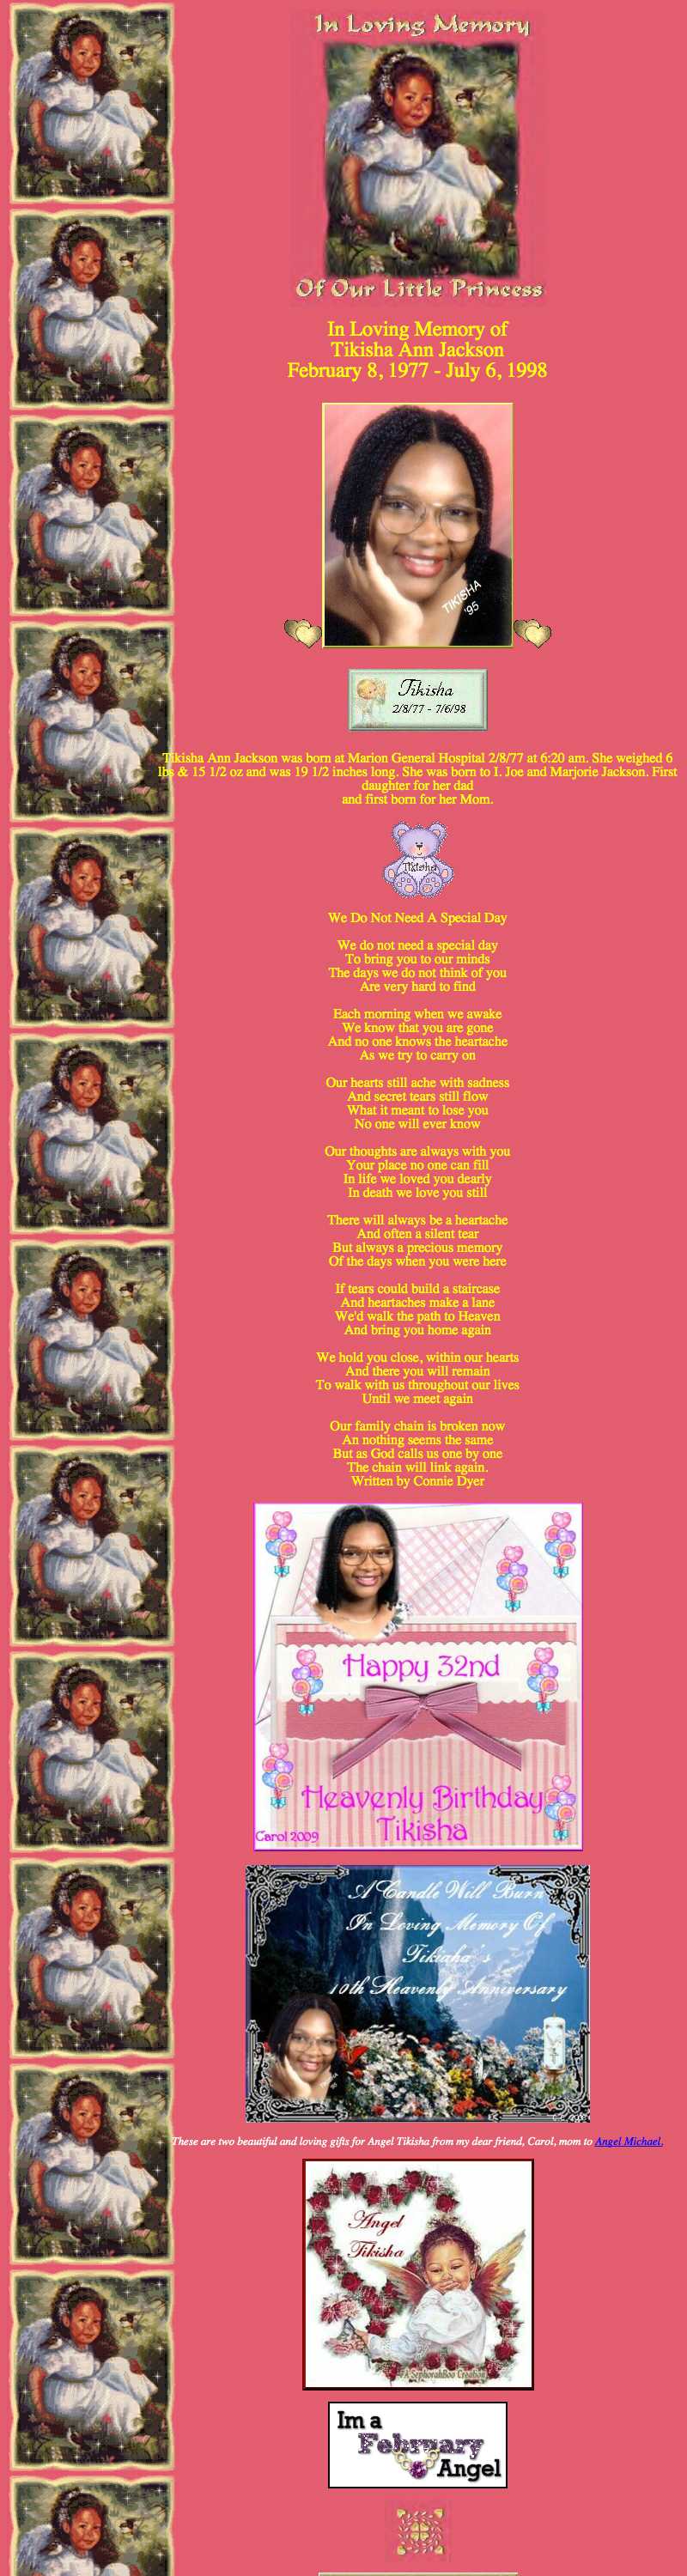 In Loving Memory
Of Our Little Princess
In Loving Memory of
Tikisha Ann Jackson
February 8, 1977 - July 6, 1998
TIKISHA
'95
Tikisha
2/8/77 - 7/6/98
Tikisha Ann Jackson was born at Marion General Hospital 2/8/77 at 6:20 am. She weighed 6
lbs & 15 1/2 oz and was 19 1/2 inches long. She was born to I. Joe and Marjorie Jackson. First
daughter for her dad
and first born for her Mom.
Tikisha
We Do Not Need A Special Day
We do not need a special day
To bring you to our minds
The days we do not think of you
Are very hard to find
Each morning when we awake
We know that you are gone
And no one knows the heartache
As we try to carry on
Our hearts still ache with sadness
And secret tears still flow
What it meant to lose you
No one will ever know
Our thoughts are always with you
Your place no one can fill
In life we loved you dearly
In death we love you still
There will always be a heartache
And often a silent tear
But always a precious memory
Of the days when you were here
If tears could build a staircase
And heartaches make a lane
We'd walk the path to Heaven
And bring you home again
We hold you close, within our hearts
And there you will remain
To walk with us throughout our lives
Until we meet again
Our family chain is broken now
An nothing seems the same
But as God calls us one by one
The chain will link again.
Written by Connie Dyer
Happy 32nd
Heavenly Birthday
Tikisha
Carol 2009
A Candle Will Burn
In Loving Memory Of
Tikiaha's
10th Heavenly Anniversary
These are two beautiful and loving gifts for Angel Tikisha from my dear friend, Carol, mom to Angel Michael.
Angel
Tikisha
A SephorahBoo Creation
Im a
February
Angel